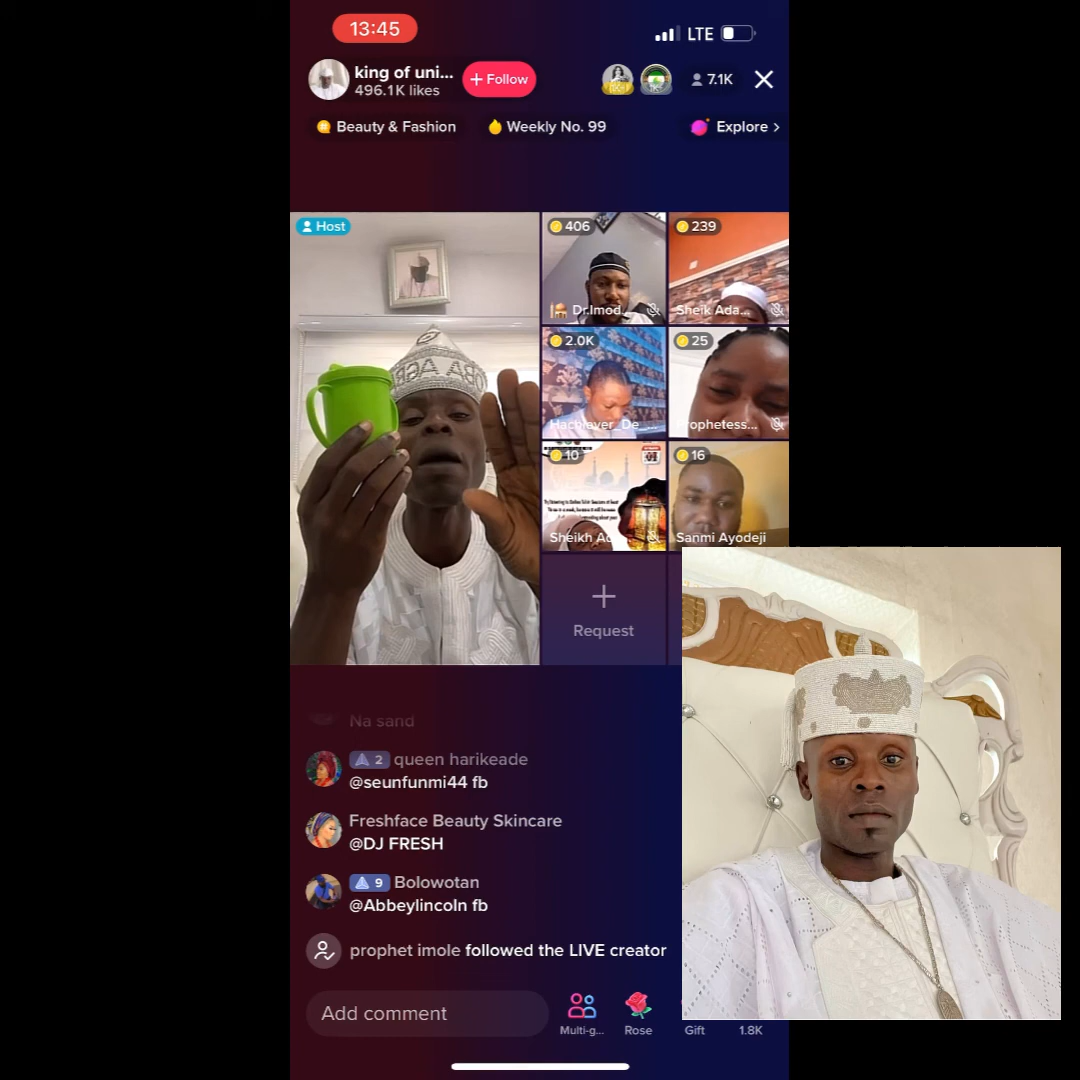 13:45
LTE
king of uni...
496.1K likes
+ Follow
7.1K
Beauty & Fashion
Weekly No. 99
Explore >
Host
406
239
Dr.Imod...
Sheik Ada...
2.0K
25
Hachiever_De_...
Prophetess...
10
16
Sheikh Ad...
Sanmi Ayodeji
Request
Na sand
2 queen harikeade
@seunfunmi44 fb
Freshface Beauty Skincare
@DJ FRESH
9 Bolowotan
@Abbeylincoln fb
prophet imole followed the LIVE creator
Add comment
Multi-g...
Rose
Gift
1.8K